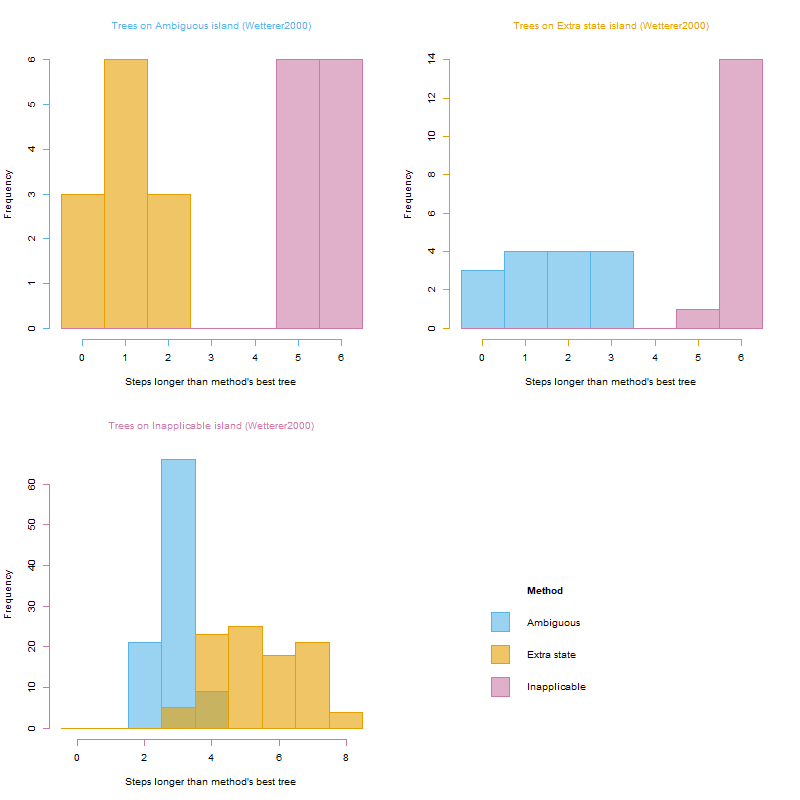 Trees on Ambiguous island (Wetterer2000)
Frequency
0 1 2 3 4 5 6
0 1 2 3 4 5 6
Steps longer than method's best tree
Trees on Extra state island (Wetterer2000)
Frequency
0 2 4 6 8 10 12 14
0 1 2 3 4 5 6
Steps longer than method's best tree
Trees on Inapplicable island (Wetterer2000)
Frequency
0 10 20 30 40 50 60
0 2 4 6 8
Steps longer than method's best tree
Method
Ambiguous
Extra state
Inapplicable